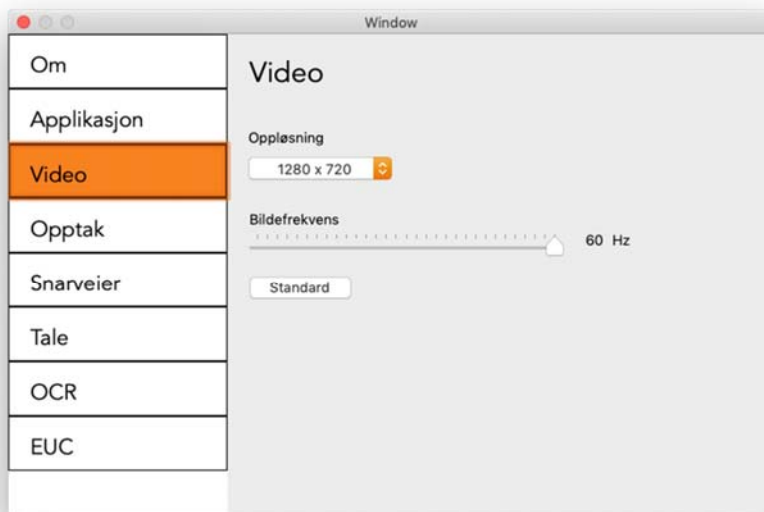 Window
Om
Applikasjon
Video
Opptak
Snarveier
Tale
OCR
EUC
Video
Oppløsning
1280 x 720
Bildefrekvens
60 Hz
Standard